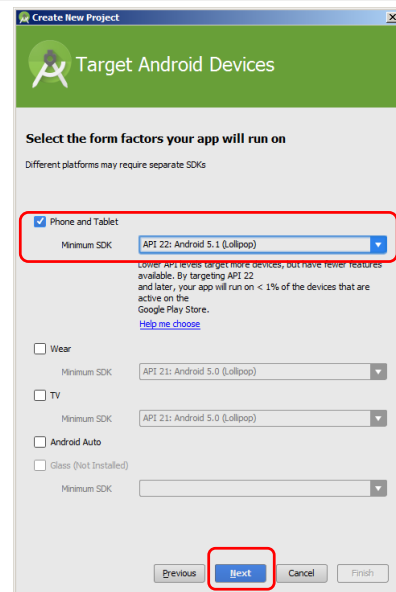 Create New Project
Target Android Devices
Select the form factors your app will run on
Different platforms may require separate SDKs
Phone and Tablet
Minimum SDK API 22: Android 5.1 (Lollipop)
Lower API levels target more devices, but have fewer features
available. By targeting API 22
and later, your app will run on < 1% of the devices that are
active on the
Google Play Store.
Help me choose
Wear
Minimum SDK API 21: Android 5.0 (Lollipop)
TV
Minimum SDK API 21: Android 5.0 (Lollipop)
Android Auto
Glass (Not Installed)
Minimum SDK
Previous Next Cancel Finish